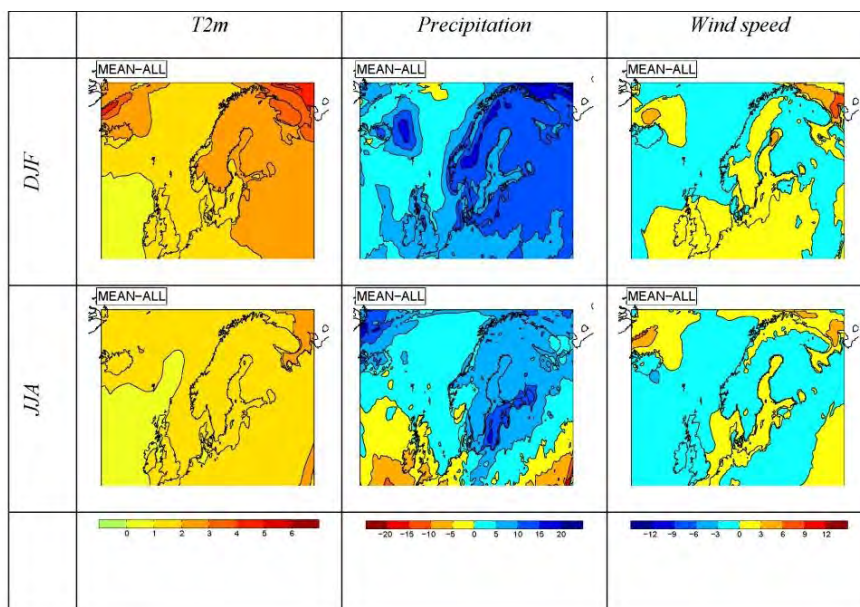 T2m Precipitation Wind speed
DJF
MEAN-ALL MEAN-ALL MEAN-ALL
JJA
MEAN-ALL MEAN-ALL MEAN-ALL
0 1 2 3 4 5 6
−20 −15 −10 −5 0 5 10 15 20
−12 −9 −6 −3 0 3 6 9 12